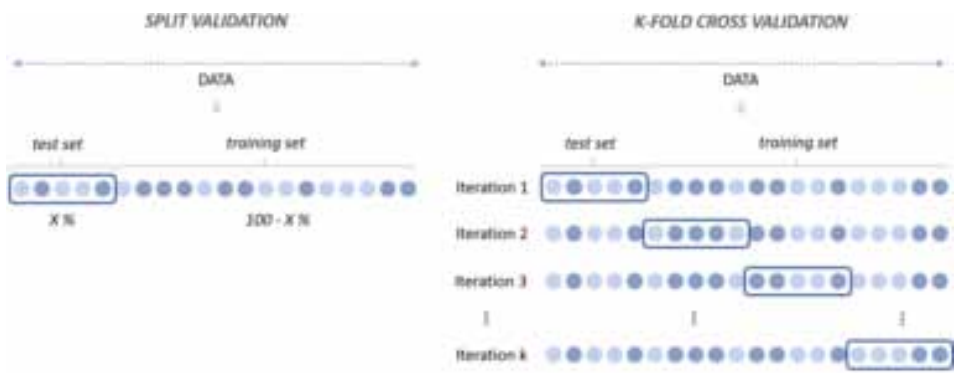 SPLIT VALIDATION
DATA
test set
training set
X %
100 - X %
K-FOLD CROSS VALIDATION
DATA
test set
training set
Iteration 1
Iteration 2
Iteration 3
Iteration k